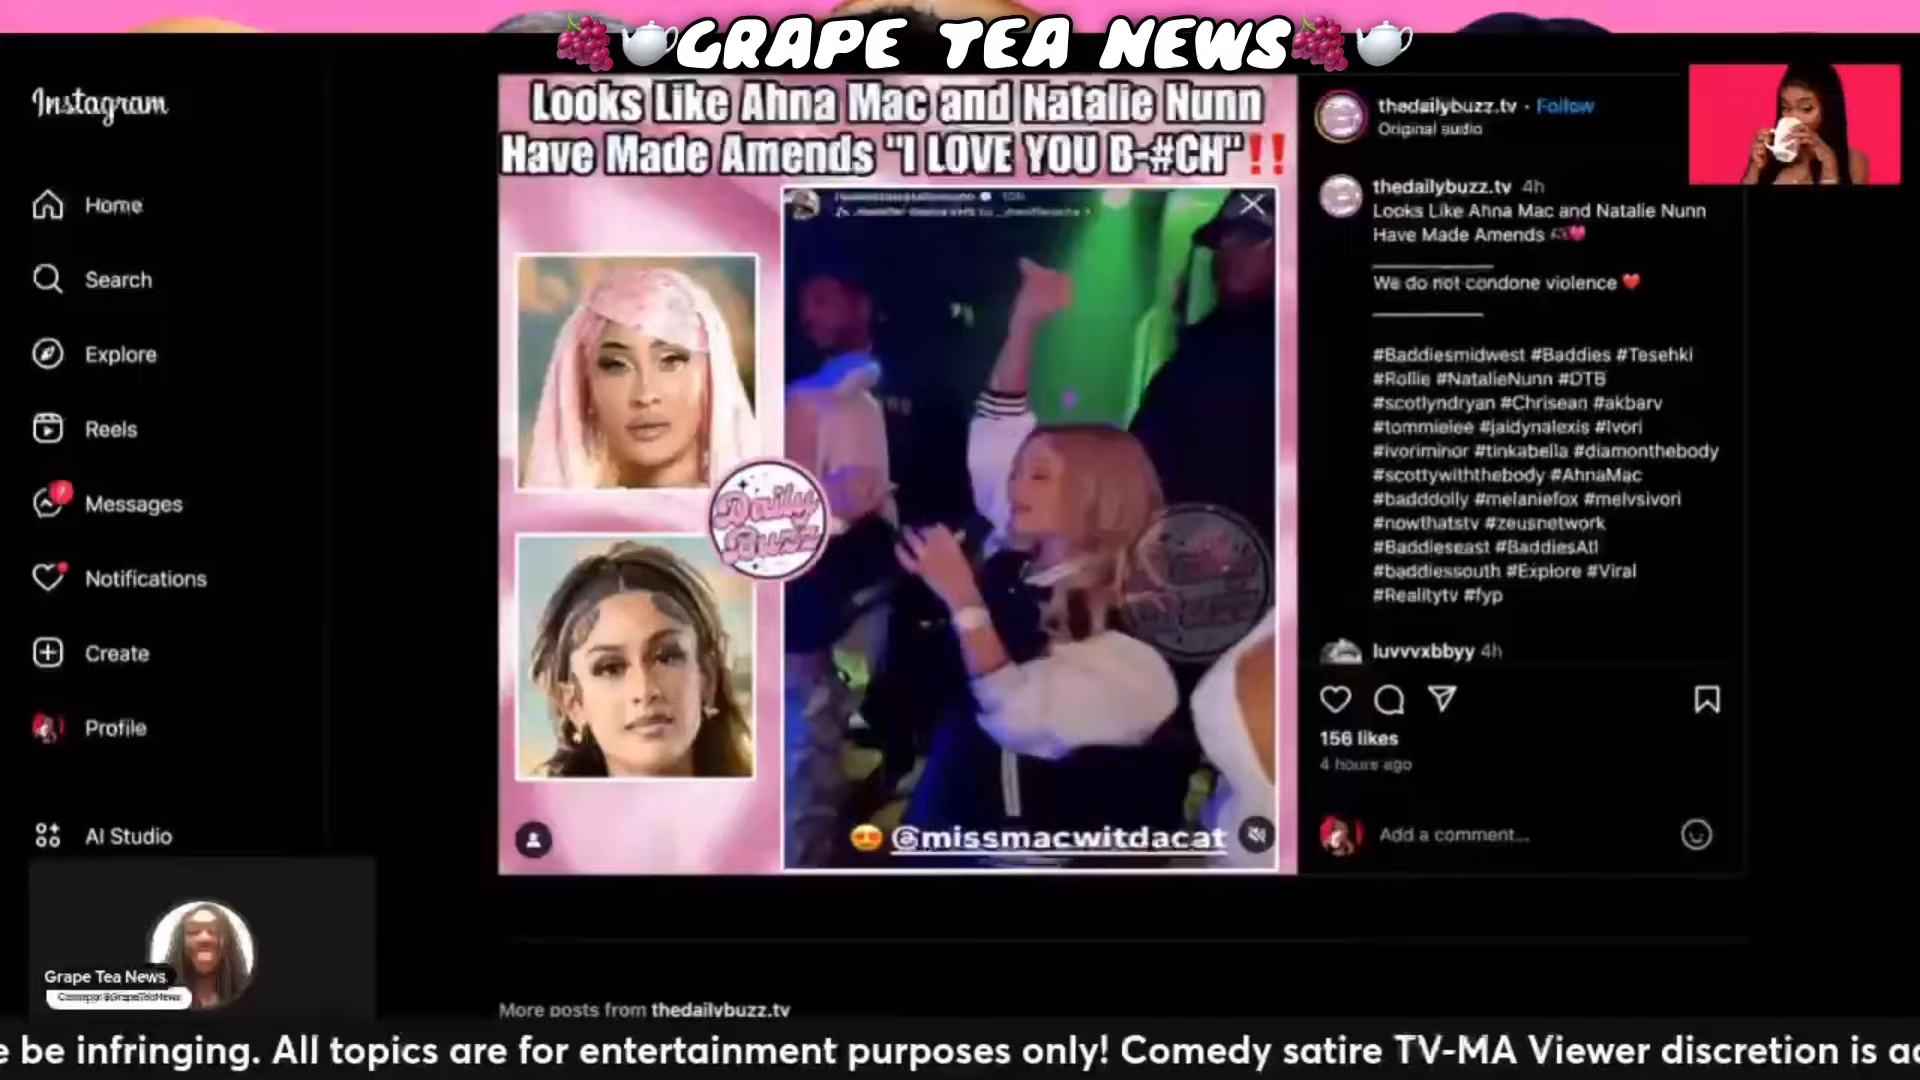 GRAPE TEA NEWS
Instagram
Home
Search
Explore
Reels
Messages
Notifications
Create
Profile
AI Studio
Looks Like Ahna Mac and Natalie Nunn
Have Made Amends "I LOVE YOU B-#CH"‼️
Daily
Buzz
😍 @missmacwitdacat
thedailybuzz.tv • Follow
Original audio
thedailybuzz.tv 4h
Looks Like Ahna Mac and Natalie Nunn
Have Made Amends
We do not condone violence ❤️
#Baddiesmidwest #Baddies #Tesehki
#Rollie #NatalieNunn #DTB
#scotlyndryan #Chrisean #akbarv
#tommielee #jaidynalexis #Ivori
#ivoriminor #tinkabella #diamonthebody
#scottywiththebody #AhnaMac
#badddolly #melaniefox #melvsivori
#nowthatstv #zeusnetwork
#Baddieseast #BaddiesAtl
#baddiessouth #Explore #Viral
#Realitytv #fyp
luvvvxbbyy 4h
156 likes
4 hours ago
Add a comment...
Grape Tea News
More posts from thedailybuzz.tv
e be infringing. All topics are for entertainment purposes only! Comedy satire TV-MA Viewer discretion is a